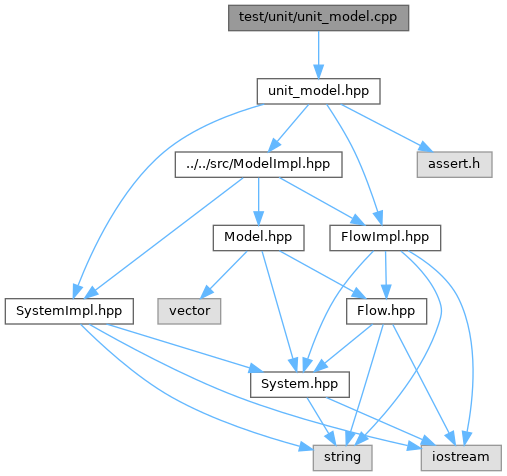 test/unit/unit_model.cpp
unit_model.hpp
../../src/ModelImpl.hpp
assert.h
Model.hpp
FlowImpl.hpp
SystemImpl.hpp
vector
Flow.hpp
System.hpp
string
iostream